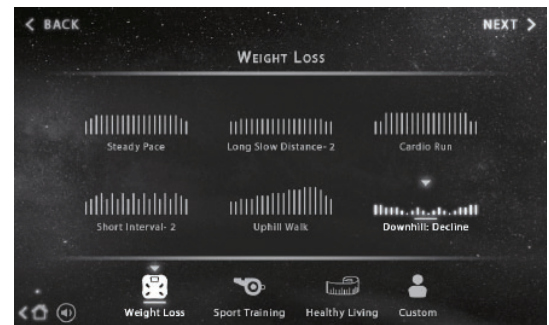 BACK
NEXT
WEIGHT LOSS
Steady Pace
Long Slow Distance- 2
Cardio Run
Short Interval- 2
Uphill Walk
Downhill: Decline
Weight Loss
Sport Training
Healthy Living
Custom